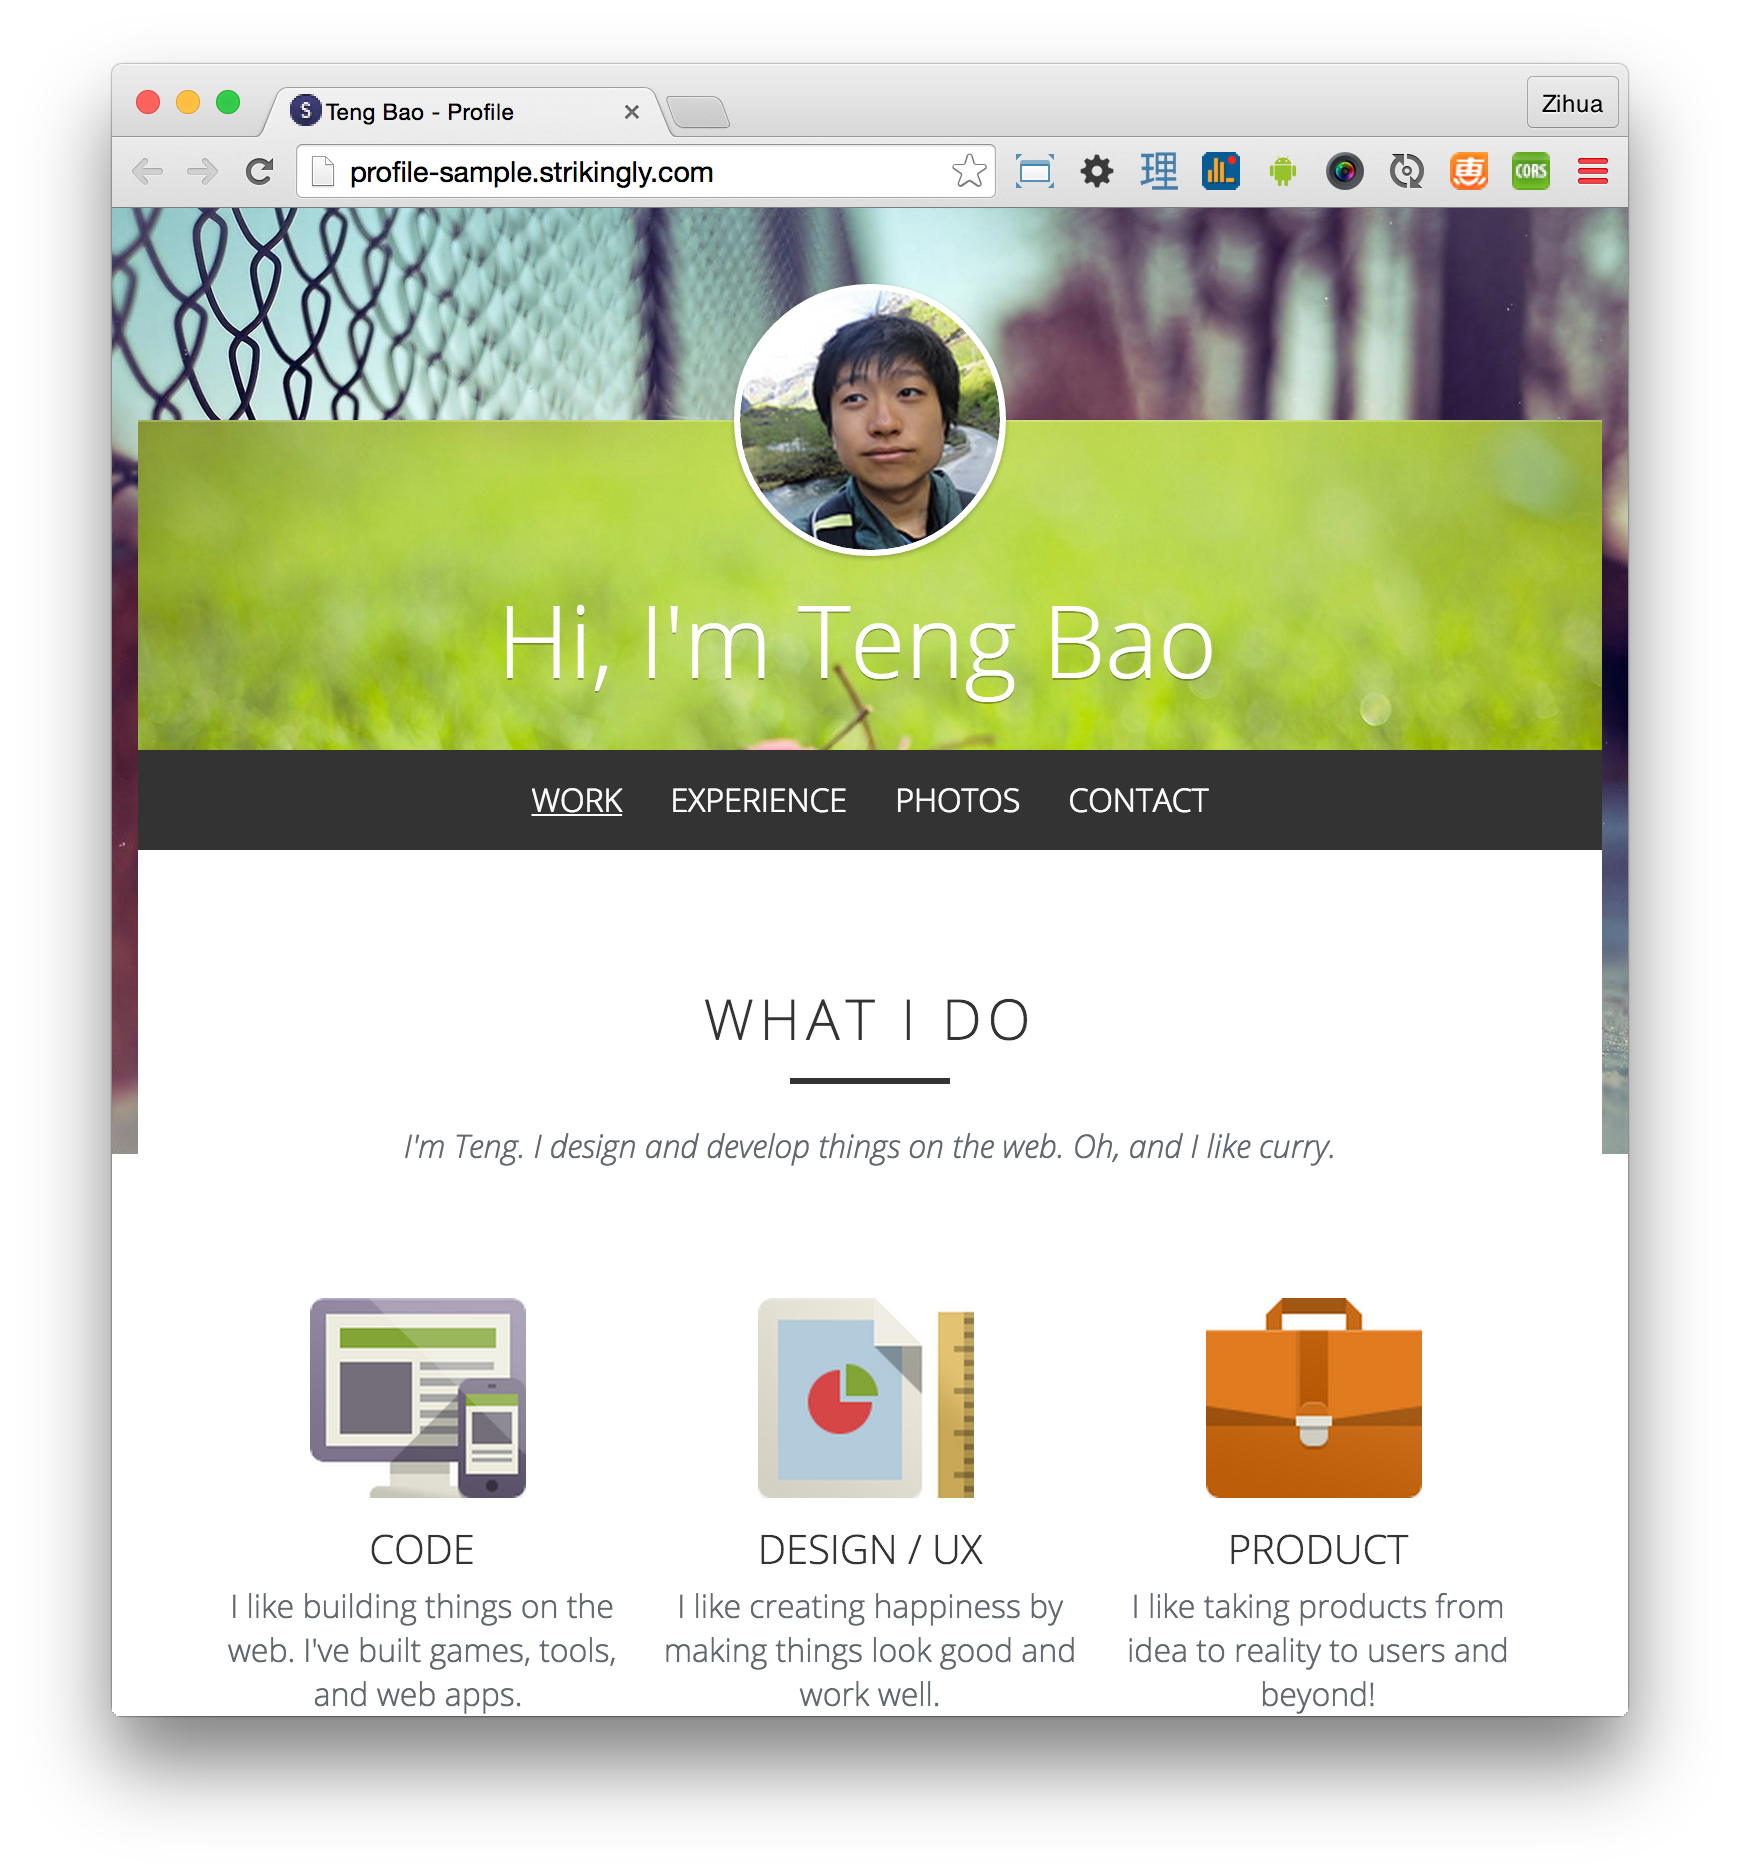 S Teng Bao - Profile
Zihua
profile-sample.strikingly.com
理
恵
CORS
Hi, I'm Teng Bao
WORK EXPERIENCE PHOTOS CONTACT
WHAT I DO
I'm Teng. I design and develop things on the web. Oh, and I like curry.
CODE
I like building things on the
web. I've built games, tools,
and web apps.
DESIGN / UX
I like creating happiness by
making things look good and
work well.
PRODUCT
I like taking products from
idea to reality to users and
beyond!